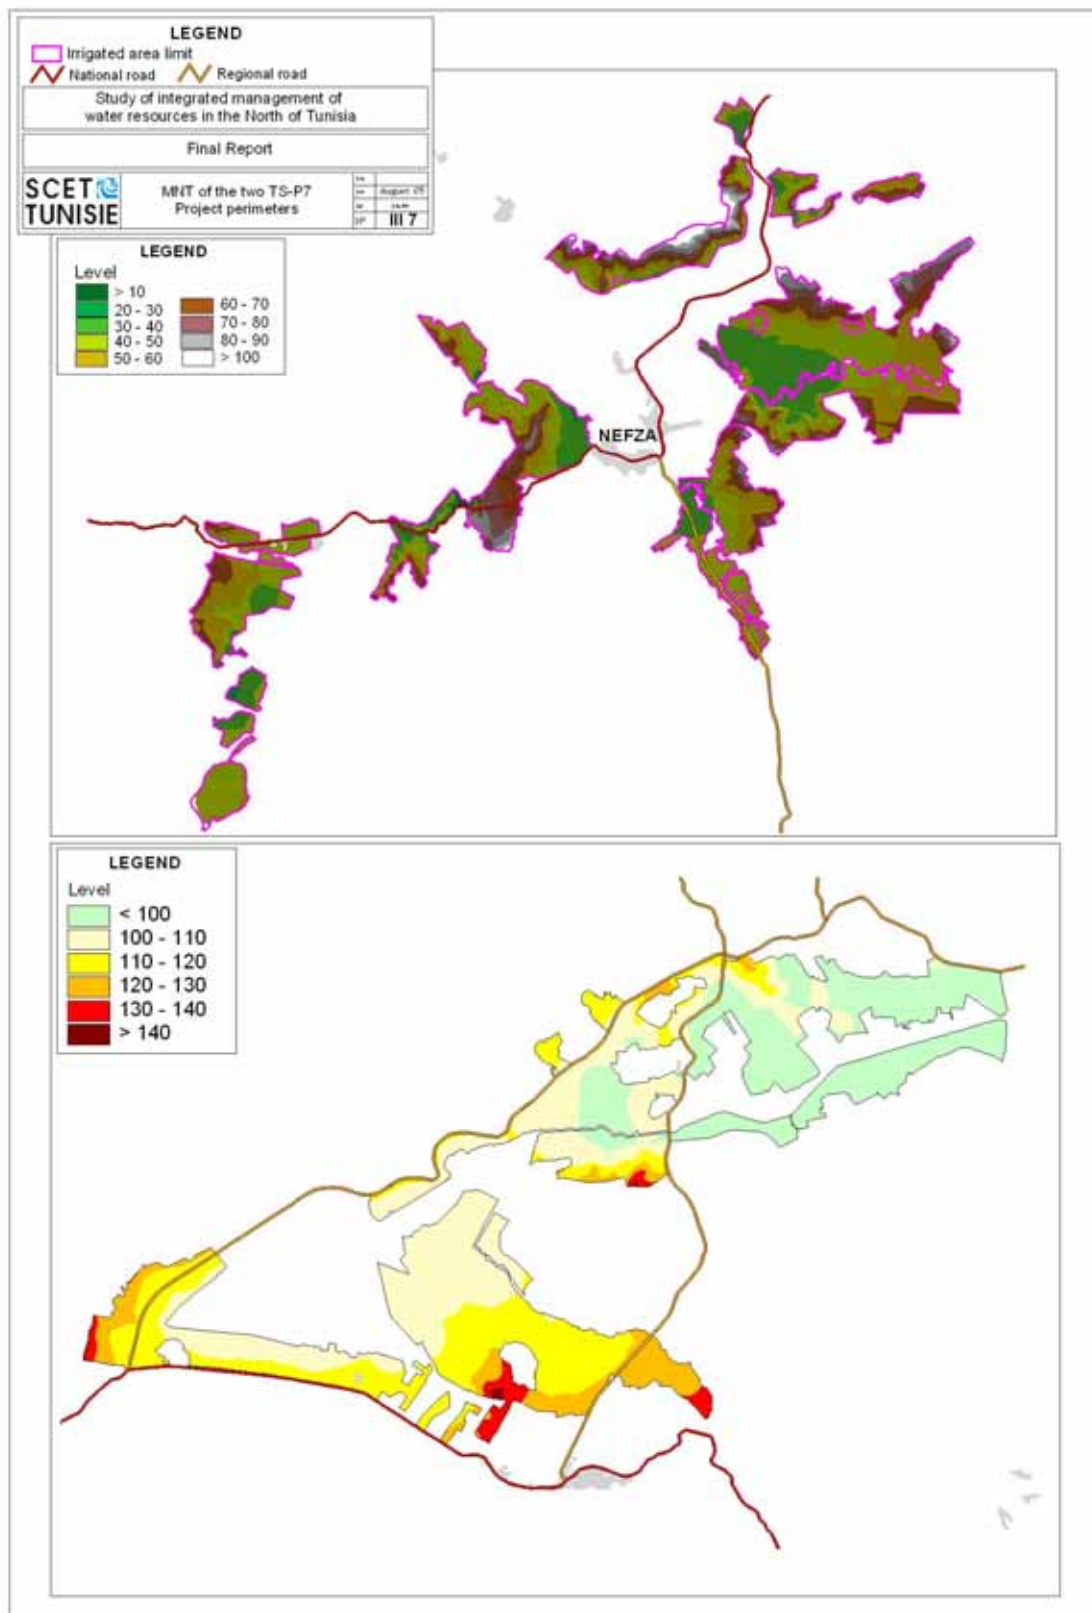 LEGEND
Irrigated area limit
National road Regional road
Study of integrated management of
water resources in the North of Tunisia
Final Report
SCET
TUNISIE
MNT of the two TS-P7
Project perimeters
August 05
III 7
LEGEND
Level
> 10
20 - 30
30 - 40
40 - 50
50 - 60
60 - 70
70 - 80
80 - 90
> 100
NEFZA
LEGEND
Level
< 100
100 - 110
110 - 120
120 - 130
130 - 140
> 140